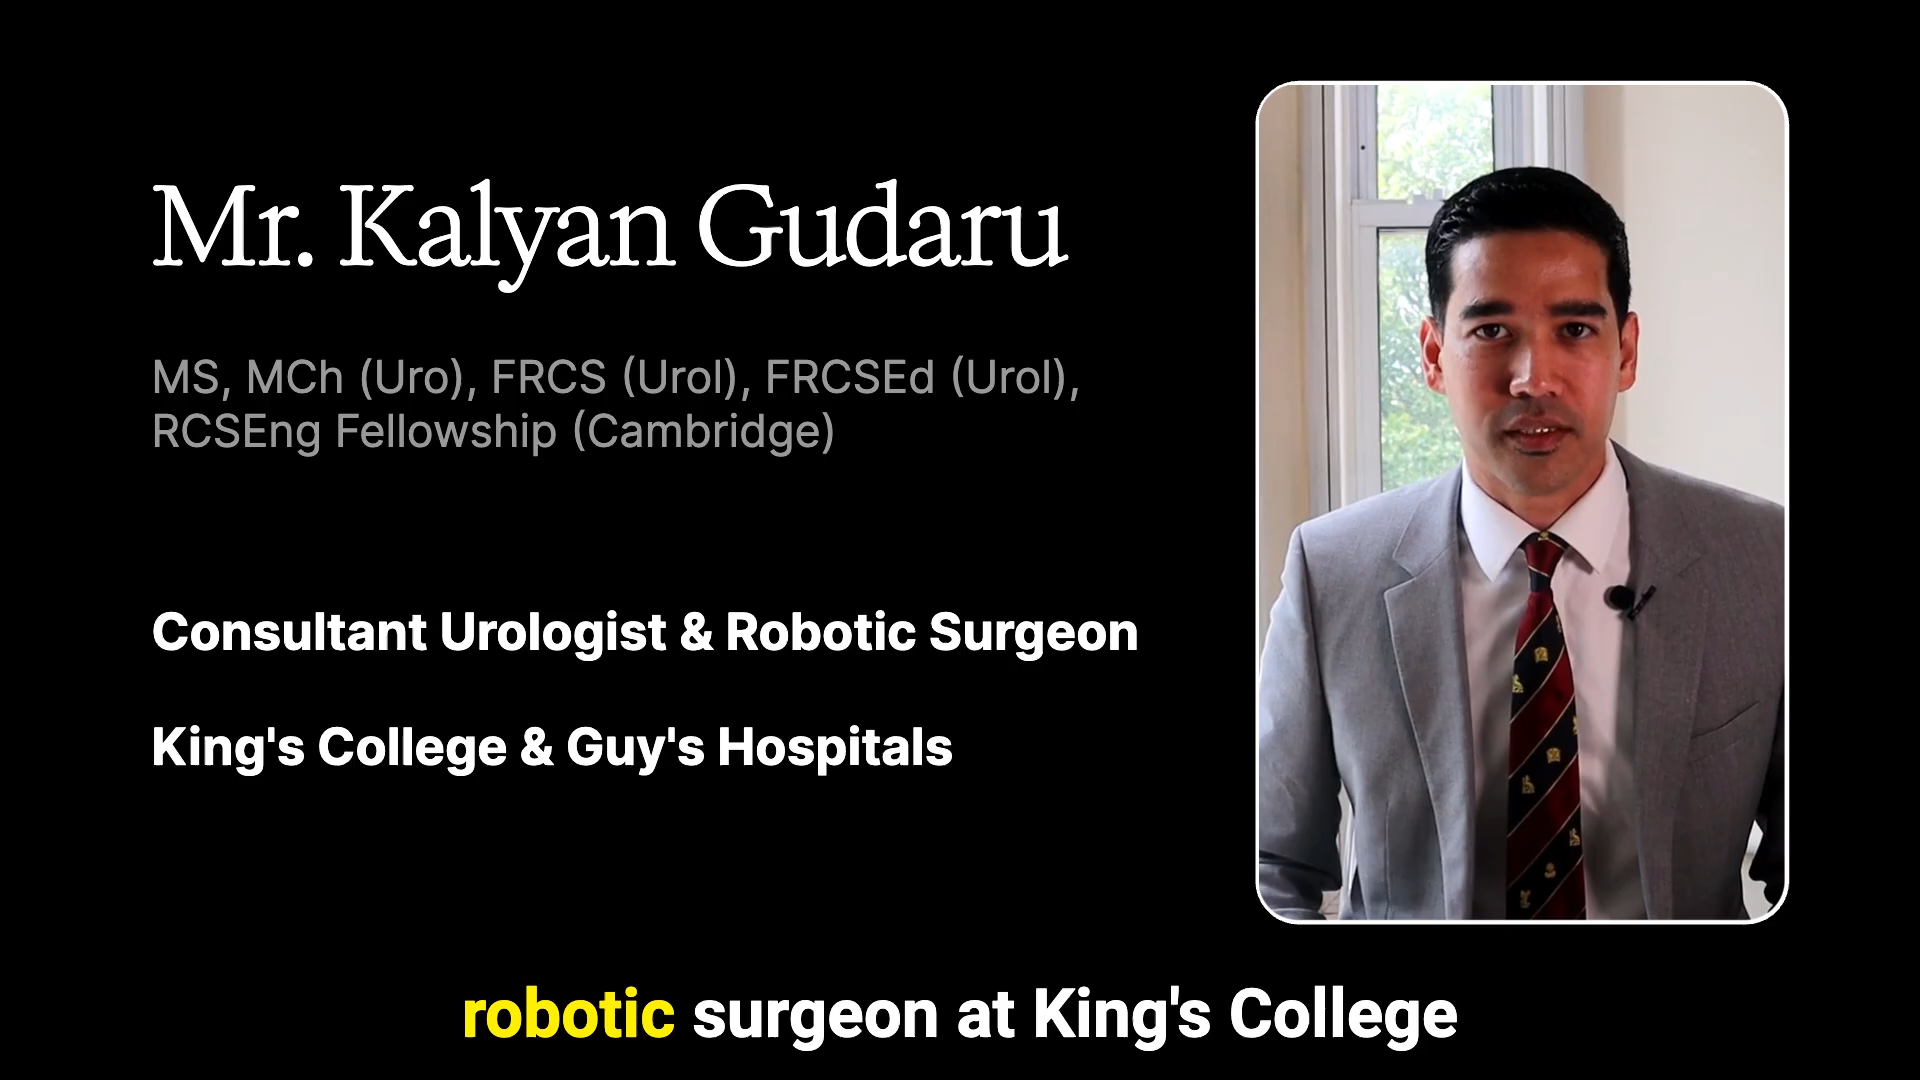 Mr. Kalyan Gudaru
MS, MCh (Uro), FRCS (Urol), FRCSEd (Urol),
RCSEng Fellowship (Cambridge)
Consultant Urologist & Robotic Surgeon
King's College & Guy's Hospitals
robotic surgeon at King's College